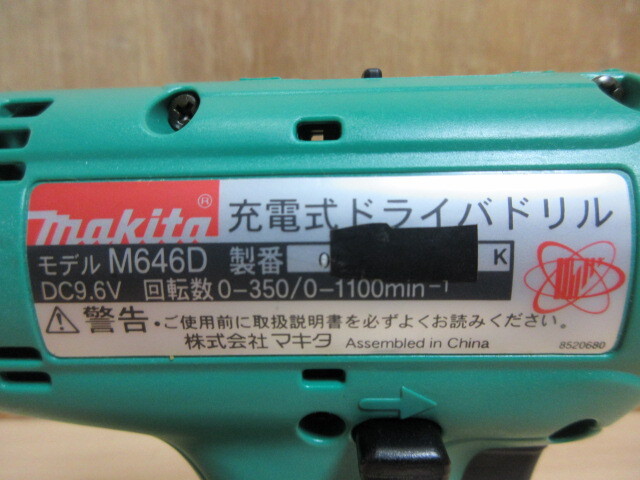 makita® 充電式ドライバドリル
モデル M646D 製番 0 K
DC9.6V 回転数0-350/0-1100min⁻¹
⚠警告・ご使用前に取扱説明書を必ずよくお読みください。
株式会社マキタ Assembled in China
8520680